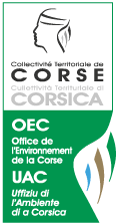 Collectivité Territoriale de
CORSE
Cullettività Territuriale di
CORSICA
OEC
Office de
l'Environnement
de la Corse
UAC
Uffiziu di
l'Ambiente
di a Corsica